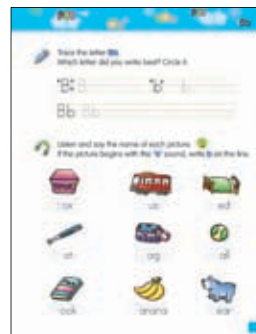 Bb
Trace the letter Bb.
Which letter did you write best? Circle it.
B B b b
Bb Bb
Listen and say the name of each picture.
If the picture begins with the "b" sound, write b on the line.
ox us ed
at ag all
ook anana ear